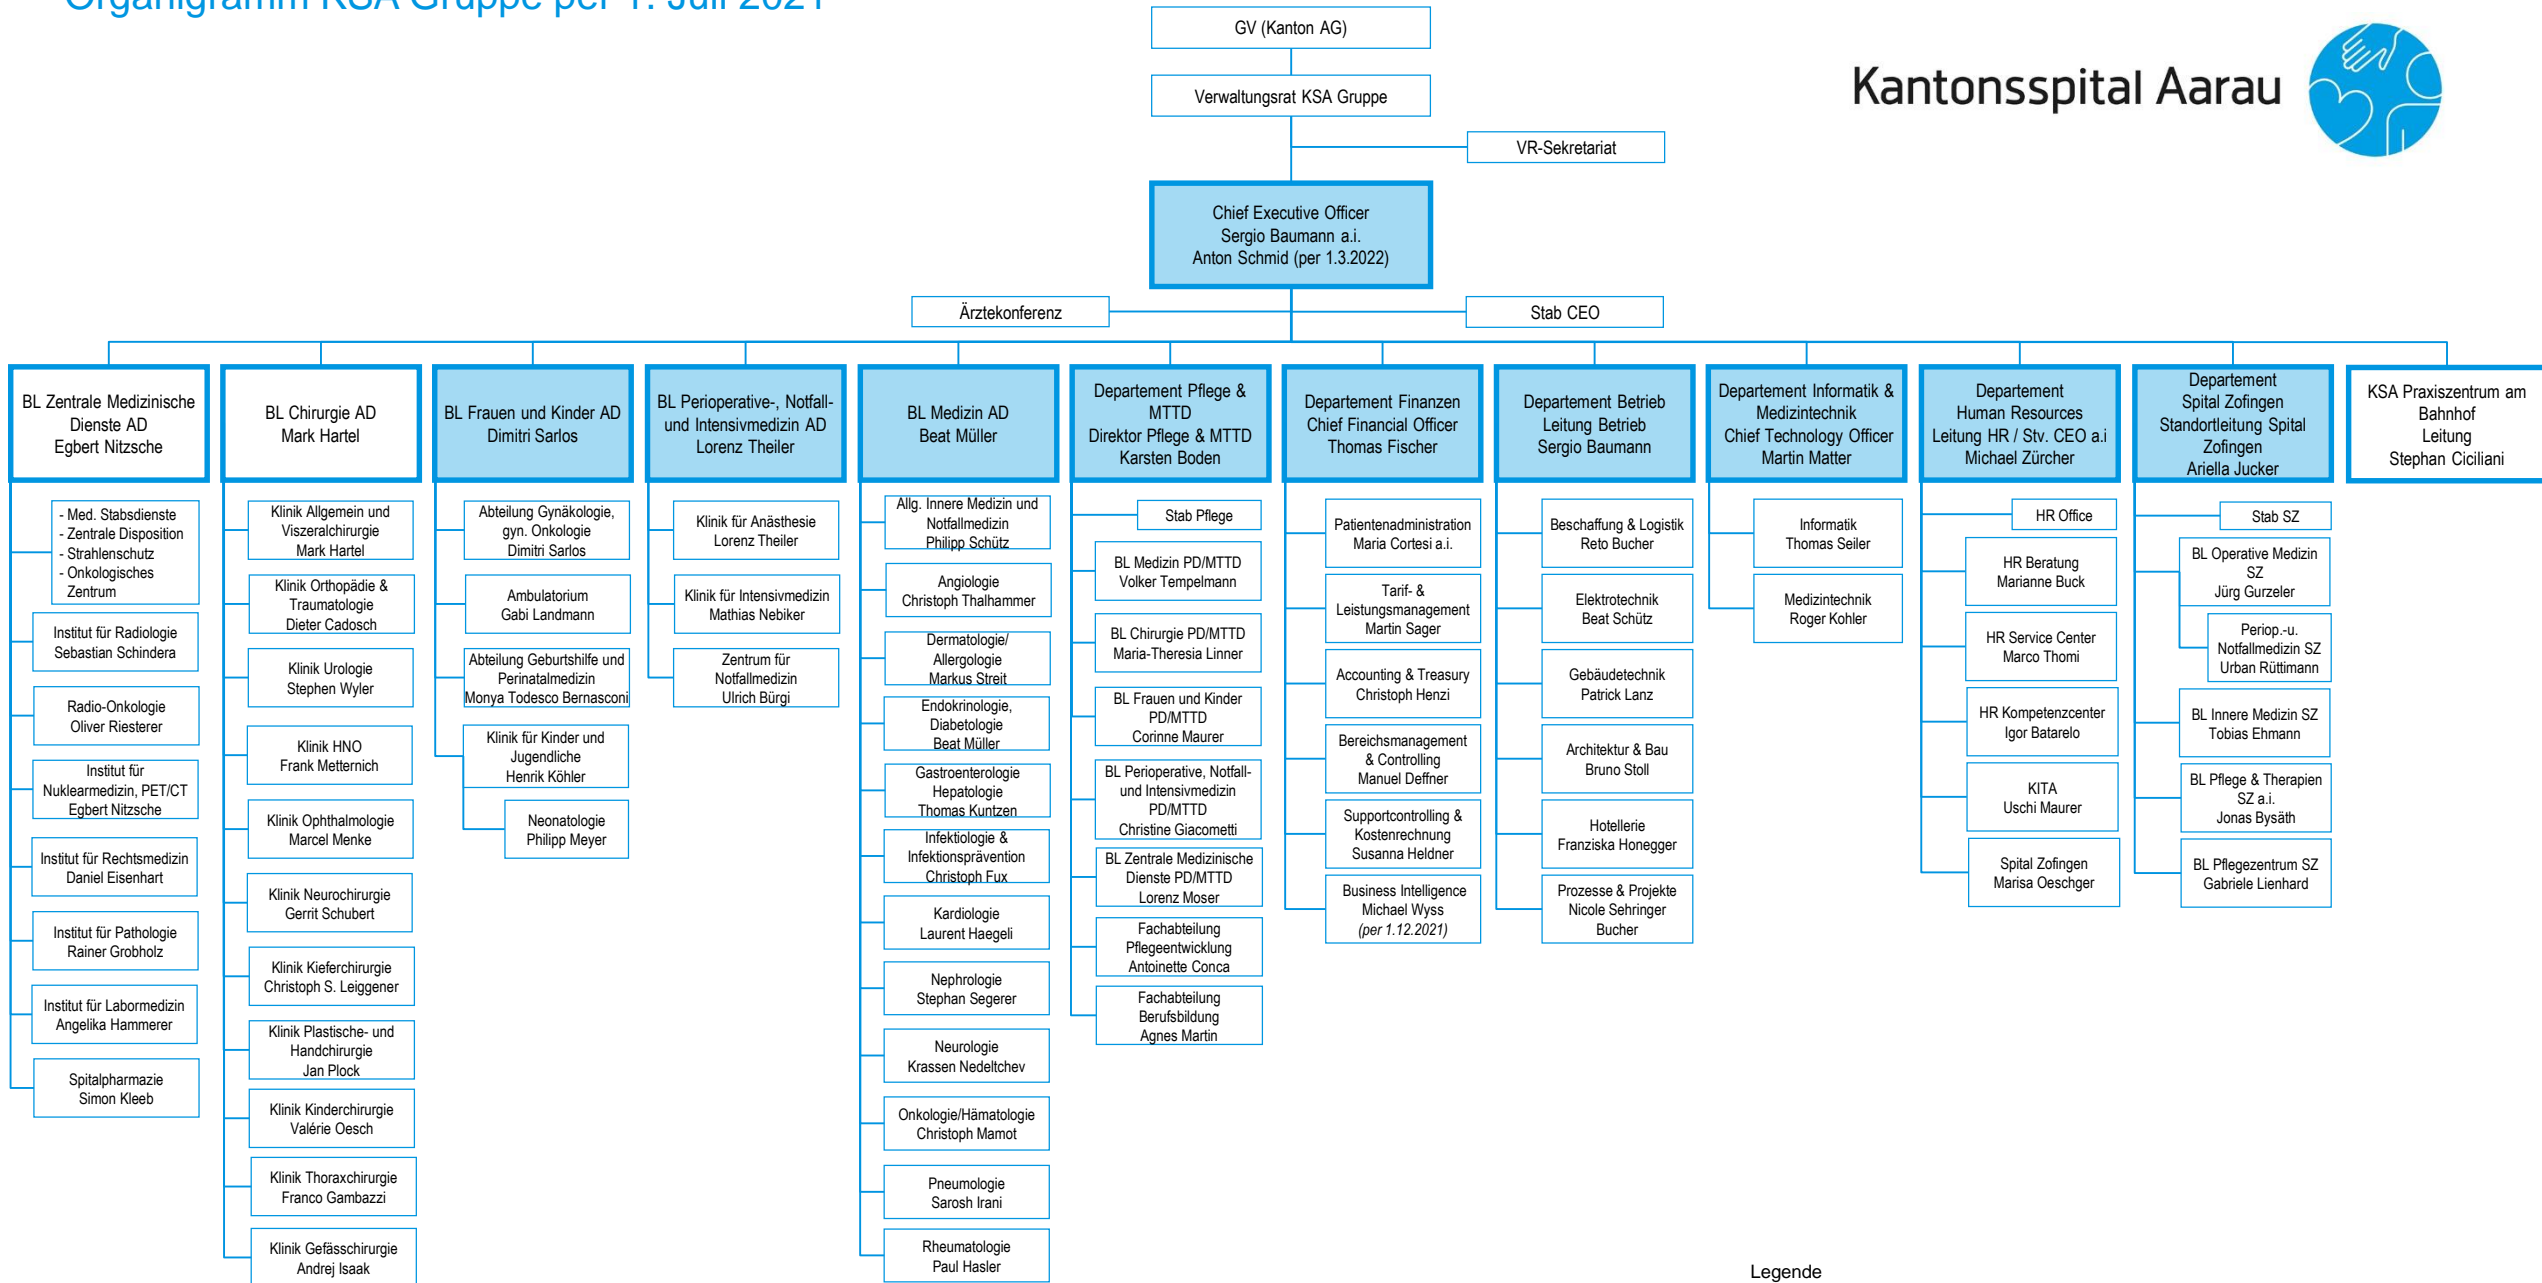 Organigramm KSA Gruppe per 1. Juli 2021
Kantonsspital Aarau
GV (Kanton AG)
Verwaltungsrat KSA Gruppe
VR-Sekretariat
Chief Executive Officer
Sergio Baumann a.i.
Anton Schmid (per 1.3.2022)
Ärztekonferenz
Stab CEO
BL Zentrale Medizinische
Dienste AD
Egbert Nitzsche
- Med. Stabsdienste
- Zentrale Disposition
- Strahlenschutz
- Onkologisches
Zentrum
Institut für Radiologie
Sebastian Schindera
Radio-Onkologie
Oliver Riesterer
Institut für
Nuklearmedizin, PET/CT
Egbert Nitzsche
Institut für Rechtsmedizin
Daniel Eisenhart
Institut für Pathologie
Rainer Grobholz
Institut für Labormedizin
Angelika Hammerer
Spitalpharmazie
Simon Kleeb
BL Chirurgie AD
Mark Hartel
Klinik Allgemein und
Viszeralchirurgie
Mark Hartel
Klinik Orthopädie &
Traumatologie
Dieter Cadosch
Klinik Urologie
Stephen Wyler
Klinik HNO
Frank Metternich
Klinik Ophthalmologie
Marcel Menke
Klinik Neurochirurgie
Gerrit Schubert
Klinik Kieferchirurgie
Christoph S. Leiggener
Klinik Plastische- und
Handchirurgie
Jan Plock
Klinik Kinderchirurgie
Valérie Oesch
Klinik Thoraxchirurgie
Franco Gambazzi
Klinik Gefässchirurgie
Andrej Isaak
BL Frauen und Kinder AD
Dimitri Sarlos
Abteilung Gynäkologie,
gyn. Onkologie
Dimitri Sarlos
Ambulatorium
Gabi Landmann
Abteilung Geburtshilfe und
Perinatalmedizin
Monya Todesco Bernasconi
Klinik für Kinder und
Jugendliche
Henrik Köhler
Neonatologie
Philipp Meyer
BL Perioperative-, Notfall-
und Intensivmedizin AD
Lorenz Theiler
Klinik für Anästhesie
Lorenz Theiler
Klinik für Intensivmedizin
Mathias Nebiker
Zentrum für
Notfallmedizin
Ulrich Bürgi
BL Medizin AD
Beat Müller
Allg. Innere Medizin und
Notfallmedizin
Philipp Schütz
Angiologie
Christoph Thalhammer
Dermatologie/
Allergologie
Markus Streit
Endokrinologie,
Diabetologie
Beat Müller
Gastroenterologie
Hepatologie
Thomas Kuntzen
Infektiologie &
Infektionsprävention
Christoph Fux
Kardiologie
Laurent Haegeli
Nephrologie
Stephan Segerer
Neurologie
Krassen Nedeltchev
Onkologie/Hämatologie
Christoph Mamot
Pneumologie
Sarosh Irani
Rheumatologie
Paul Hasler
Departement Pflege &
MTTD
Direktor Pflege & MTTD
Karsten Boden
Stab Pflege
BL Medizin PD/MTTD
Volker Tempelmann
BL Chirurgie PD/MTTD
Maria-Theresia Linner
BL Frauen und Kinder
PD/MTTD
Corinne Maurer
BL Perioperative, Notfall-
und Intensivmedizin
PD/MTTD
Christine Giacometti
BL Zentrale Medizinische
Dienste PD/MTTD
Lorenz Moser
Fachabteilung
Pflegeentwicklung
Antoinette Conca
Fachabteilung
Berufsbildung
Agnes Martin
Departement Finanzen
Chief Financial Officer
Thomas Fischer
Patientenadministration
Maria Cortesi a.i.
Tarif- &
Leistungsmanagement
Martin Sager
Accounting & Treasury
Christoph Henzi
Bereichsmanagement
& Controlling
Manuel Deffner
Supportcontrolling &
Kostenrechnung
Susanna Heldner
Business Intelligence
Michael Wyss
(per 1.12.2021)
Departement Betrieb
Leitung Betrieb
Sergio Baumann
Beschaffung & Logistik
Reto Bucher
Elektrotechnik
Beat Schütz
Gebäudetechnik
Patrick Lanz
Architektur & Bau
Bruno Stoll
Hotellerie
Franziska Honegger
Prozesse & Projekte
Nicole Sehringer
Bucher
Departement Informatik &
Medizintechnik
Chief Technology Officer
Martin Matter
Informatik
Thomas Seiler
Medizintechnik
Roger Kohler
Departement
Human Resources
Leitung HR / Stv. CEO a.i
Michael Zürcher
HR Office
HR Beratung
Marianne Buck
HR Service Center
Marco Thomi
HR Kompetenzcenter
Igor Batarelo
KITA
Uschi Maurer
Spital Zofingen
Marisa Oeschger
Departement
Spital Zofingen
Standortleitung Spital
Zofingen
Ariella Jucker
Stab SZ
BL Operative Medizin
SZ
Jürg Gurzeler
Periop.-u.
Notfallmedizin SZ
Urban Rüttimann
BL Innere Medizin SZ
Tobias Ehmann
BL Pflege & Therapien
SZ a.i.
Jonas Bysäth
BL Pflegezentrum SZ
Gabriele Lienhard
KSA Praxiszentrum am
Bahnhof
Leitung
Stephan Ciciliani
Legende